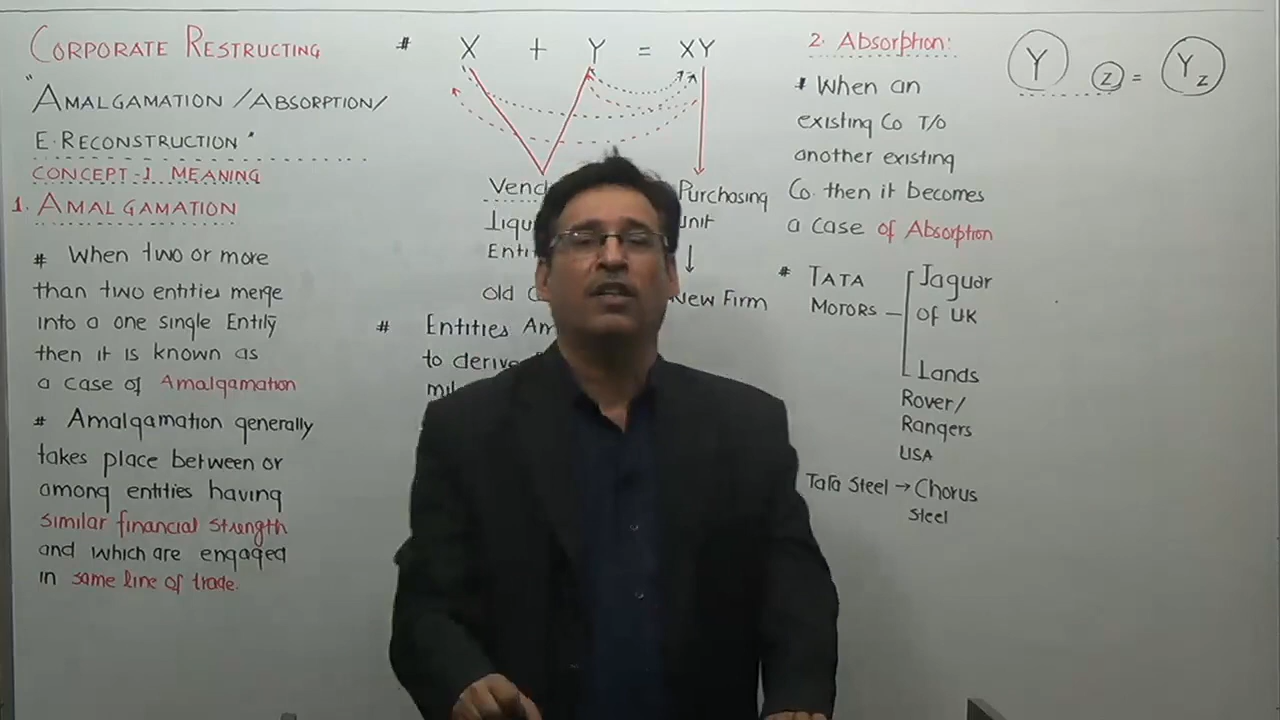 CORPORATE RESTRUCTING
" AMALGAMATION /ABSORPTION/
E. RECONSTRUCTION "
CONCEPT-1 MEANING
1. AMALGAMATION
# When two or more
than two entities merge
into a one single Entity
then it is known as
a case of Amalgamation
# Amalgamation generally
takes place between or
among entities having
similar financial strength
and which are engaged
in same line of trade.
# X + Y = XY
Purchasing
unit
↓
New Firm
# Entities
to derive
2. Absorption:
# When an
existing Co T/o
another existing
Co. then it becomes
a case of Absorption
# TATA
MOTORS
Jaguar
of UK
Lands
Rover/
Rangers
USA
Tata Steel → Chorus
Steel
Y z = Yz